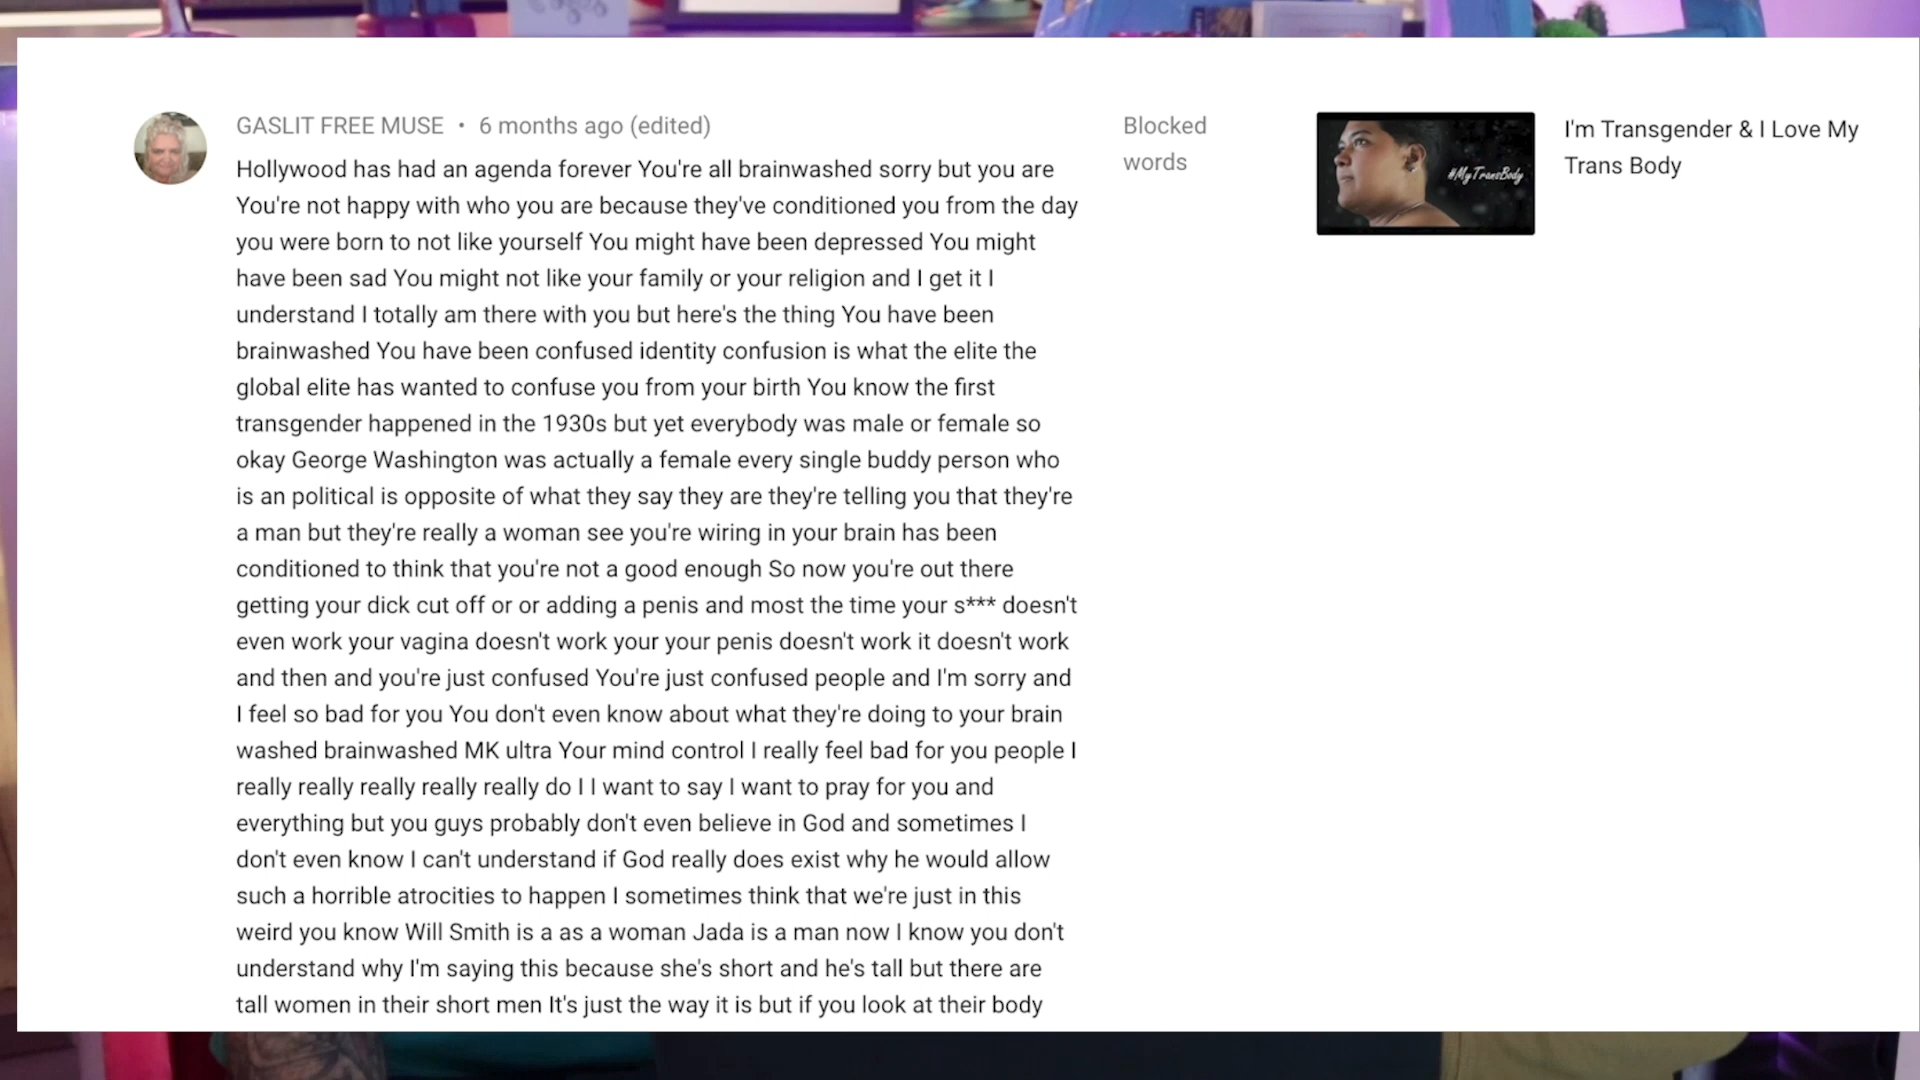 GASLIT FREE MUSE • 6 months ago (edited)
Hollywood has had an agenda forever You're all brainwashed sorry but you are
You're not happy with who you are because they've conditioned you from the day
you were born to not like yourself You might have been depressed You might
have been sad You might not like your family or your religion and I get it I
understand I totally am there with you but here's the thing You have been
brainwashed You have been confused identity confusion is what the elite the
global elite has wanted to confuse you from your birth You know the first
transgender happened in the 1930s but yet everybody was male or female so
okay George Washington was actually a female every single buddy person who
is an political is opposite of what they say they are they're telling you that they're
a man but they're really a woman see you're wiring in your brain has been
conditioned to think that you're not a good enough So now you're out there
getting your dick cut off or or adding a penis and most the time your s*** doesn't
even work your vagina doesn't work your your penis doesn't work it doesn't work
and then and you're just confused You're just confused people and I'm sorry and
I feel so bad for you You don't even know about what they're doing to your brain
washed brainwashed MK ultra Your mind control I really feel bad for you people I
really really really really really do I I want to say I want to pray for you and
everything but you guys probably don't even believe in God and sometimes I
don't even know I can't understand if God really does exist why he would allow
such a horrible atrocities to happen I sometimes think that we're just in this
weird you know Will Smith is a as a woman Jada is a man now I know you don't
understand why I'm saying this because she's short and he's tall but there are
tall women in their short men It's just the way it is but if you look at their body
Blocked
words
#MyTransBody
I'm Transgender & I Love My
Trans Body